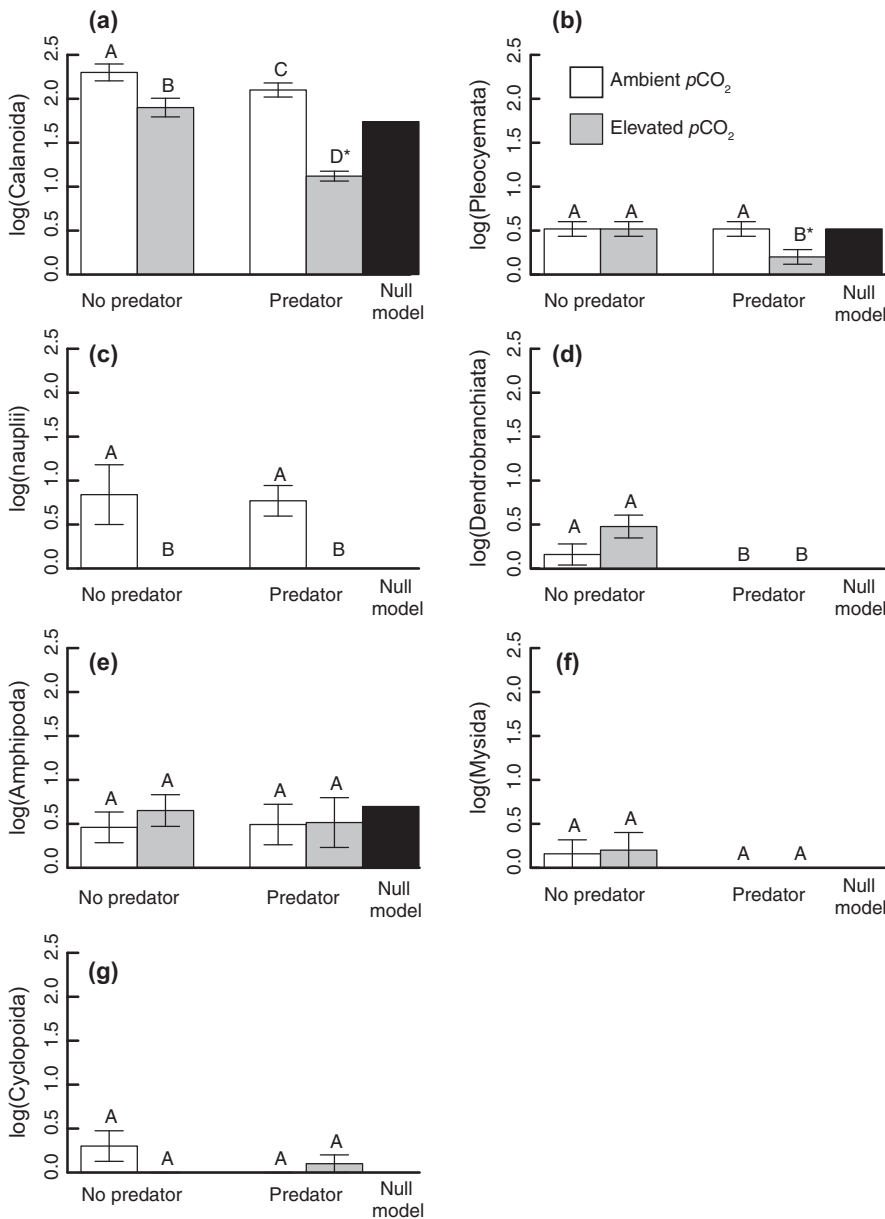 (a)
log(Calanoida)
0.0 0.5 1.0 1.5 2.0 2.5
A
B
C
D*
No predator
Predator
Null
model
(b)
log(Pleocyemata)
0.0 0.5 1.0 1.5 2.0 2.5
Ambient pCO2
Elevated pCO2
A
A
A
B*
No predator
Predator
Null
model
(c)
log(nauplii)
0.0 0.5 1.0 1.5 2.0 2.5
A
B
A
B
No predator
Predator
Null
model
(d)
log(Dendrobranchiata)
0.0 0.5 1.0 1.5 2.0 2.5
A
A
B
B
No predator
Predator
Null
model
(e)
log(Amphipoda)
0.0 0.5 1.0 1.5 2.0 2.5
A
A
A
A
No predator
Predator
Null
model
(f)
log(Mysida)
0.0 0.5 1.0 1.5 2.0 2.5
A
A
A
A
No predator
Predator
Null
model
(g)
log(Cyclopoida)
0.0 0.5 1.0 1.5 2.0 2.5
A
A
A
A
No predator
Predator
Null
model